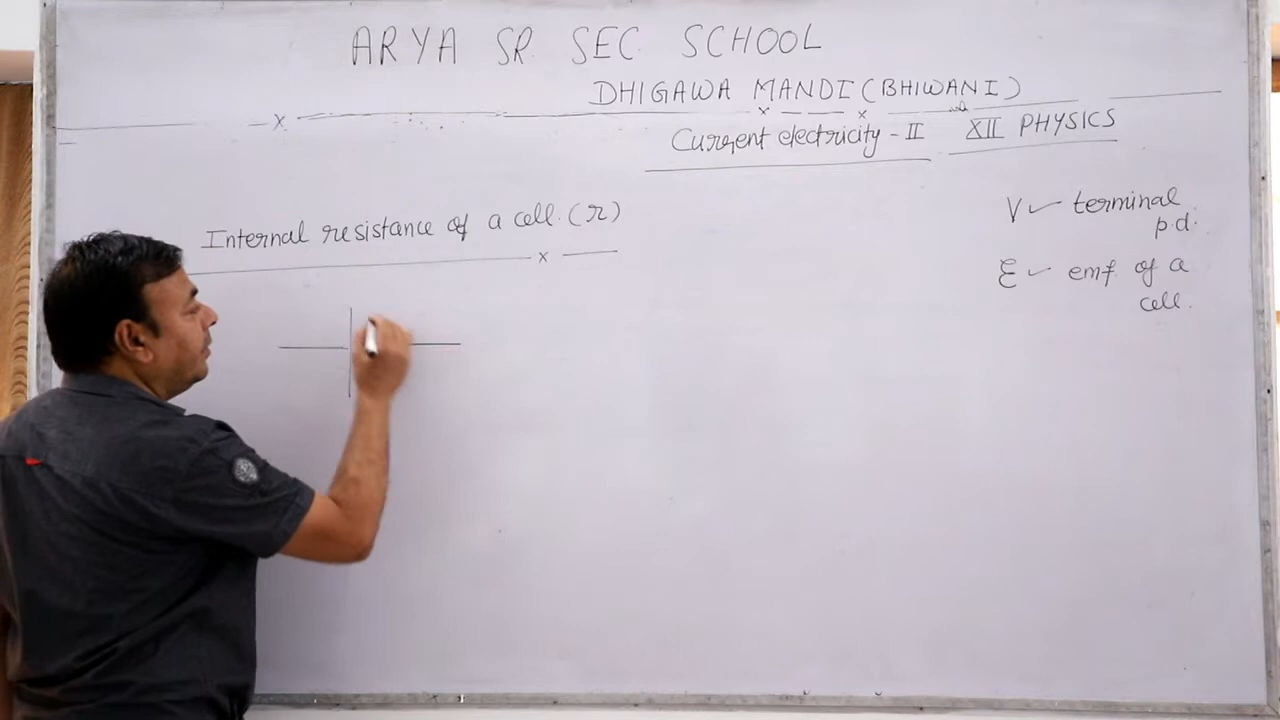 ARYA SR. SEC. SCHOOL
DHIGAWA MANDI (BHIWANI)
Current electricity - II XII PHYSICS
Internal resistance of a cell. (r)
V ✓ terminal
p.d.
ℰ ✓ emf of a
cell.